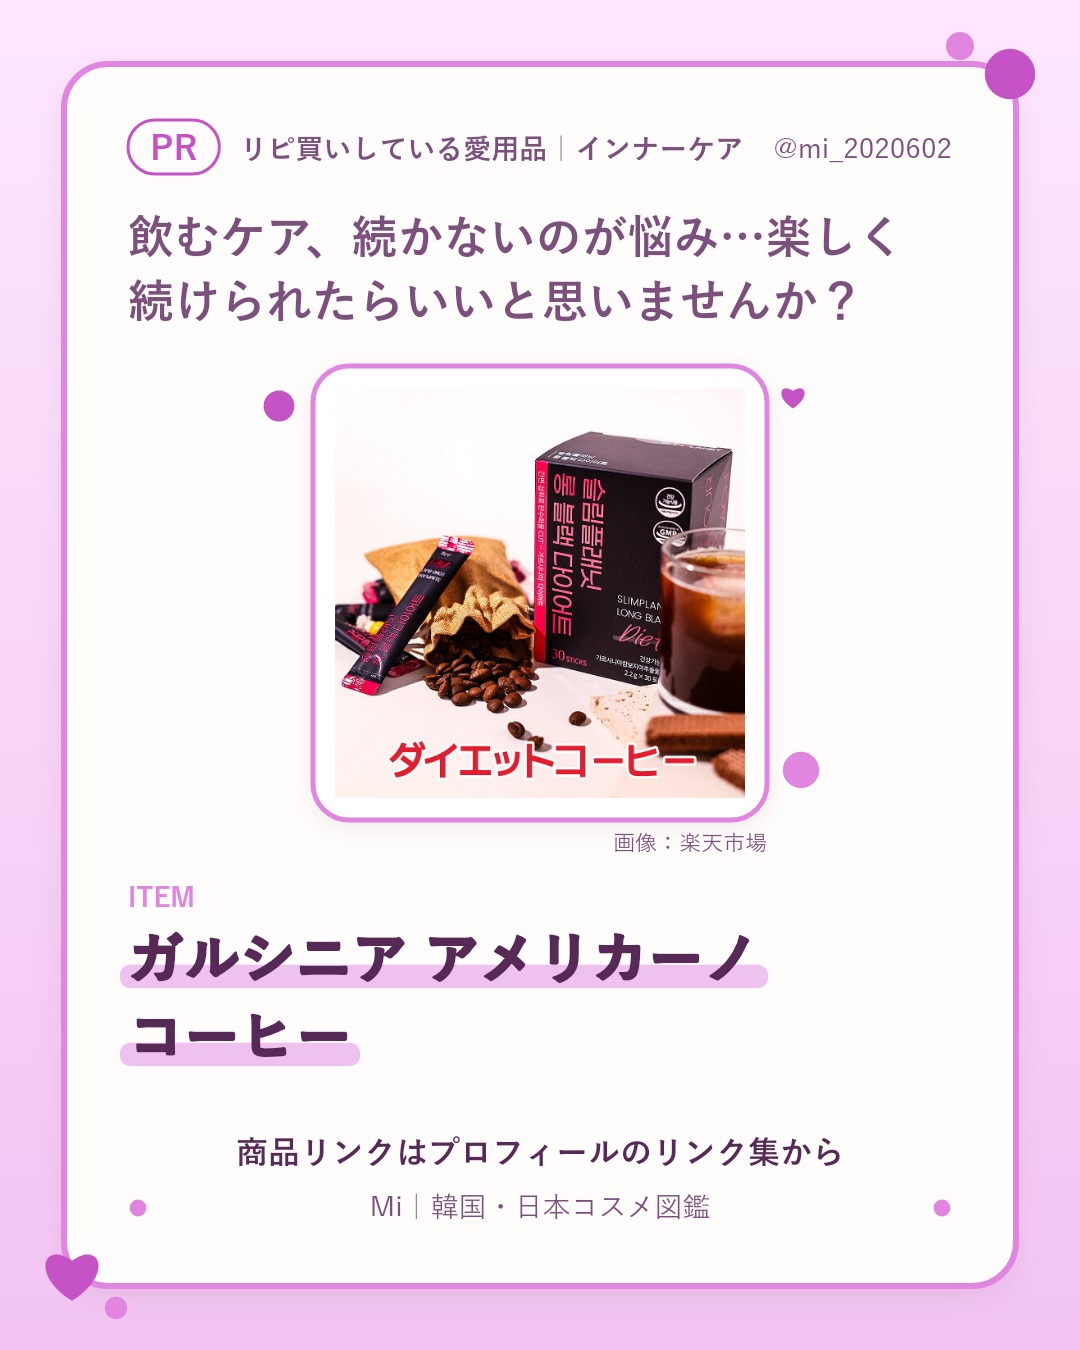 PR
リピ買いしている愛用品｜インナーケア
@mi_2020602
飲むケア、続かないのが悩み…楽しく
続けられたらいいと思いませんか？
슬림플래닛
롱 블랙 다이어트
SLIMPLAN
LONG BLA
Diet
30 STICKS
GMP
ダイエットコーヒー
画像：楽天市場
ITEM
ガルシニア アメリカーノ
コーヒー
商品リンクはプロフィールのリンク集から
Mi｜韓国・日本コスメ図鑑